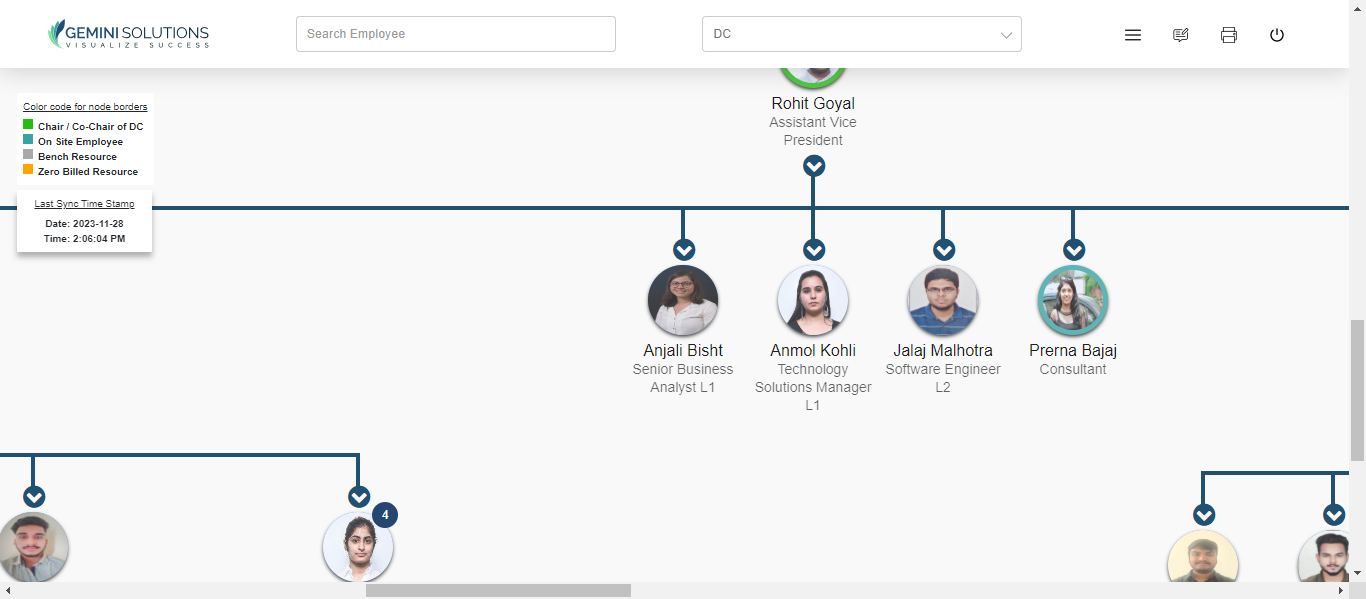 GEMINI SOLUTIONS
VISUALIZE SUCCESS
Search Employee
DC
Color code for node borders
Chair / Co-Chair of DC
On Site Employee
Bench Resource
Zero Billed Resource
Last Sync Time Stamp
Date: 2023-11-28
Time: 2:06:04 PM
Rohit Goyal
Assistant Vice
President
Anjali Bisht
Senior Business
Analyst L1
Anmol Kohli
Technology
Solutions Manager
L1
Jalaj Malhotra
Software Engineer
L2
Prerna Bajaj
Consultant
4